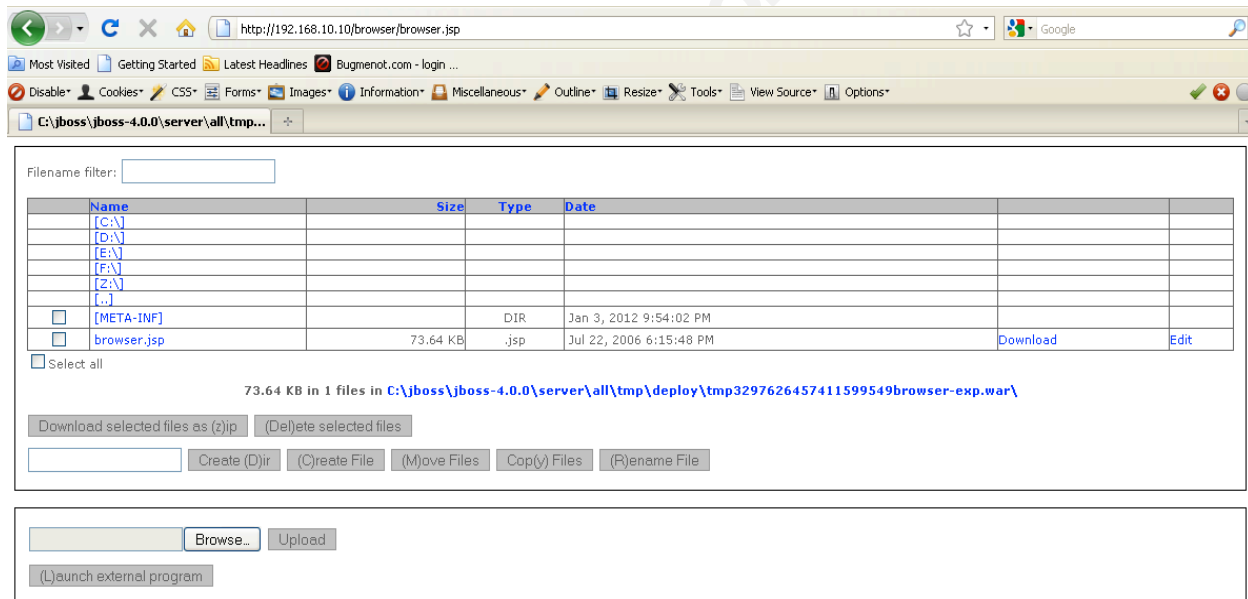 http://192.168.10.10/browser/browser.jsp Google
Most Visited Getting Started Latest Headlines Bugmenot.com - login ...
Disable Cookies CSS Forms Images Information Miscellaneous Outline Resize Tools View Source Options
C:\jboss\jboss-4.0.0\server\all\tmp...
Filename filter:
Name Size Type Date
[C:\]
[D:\]
[E:\]
[F:\]
[Z:\]
[..]
[META-INF] DIR Jan 3, 2012 9:54:02 PM
browser.jsp 73.64 KB .jsp Jul 22, 2006 6:15:48 PM Download Edit
Select all
73.64 KB in 1 files in C:\jboss\jboss-4.0.0\server\all\tmp\deploy\tmp3297626457411599549browser-exp.war\
Download selected files as (z)ip (Del)ete selected files
Create (D)ir (C)reate File (M)ove Files Cop(y) Files (R)ename File
Browse... Upload
(L)aunch external program